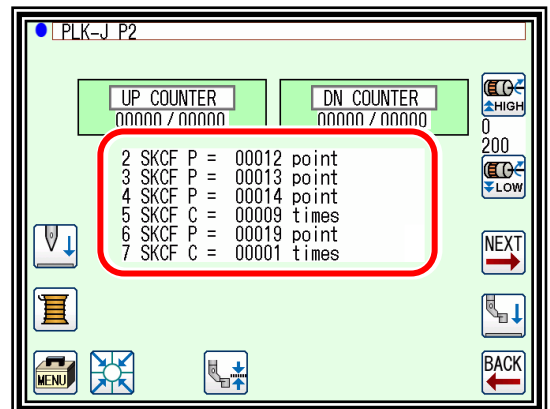 PLK-J P2
UP COUNTER
00000 / 00000
DN COUNTER
00000 / 00000
HIGH
0
200
LOW
2 SKCF P = 00012 point
3 SKCF P = 00013 point
4 SKCF P = 00014 point
5 SKCF C = 00009 times
6 SKCF P = 00019 point
7 SKCF C = 00001 times
NEXT
MENU
BACK